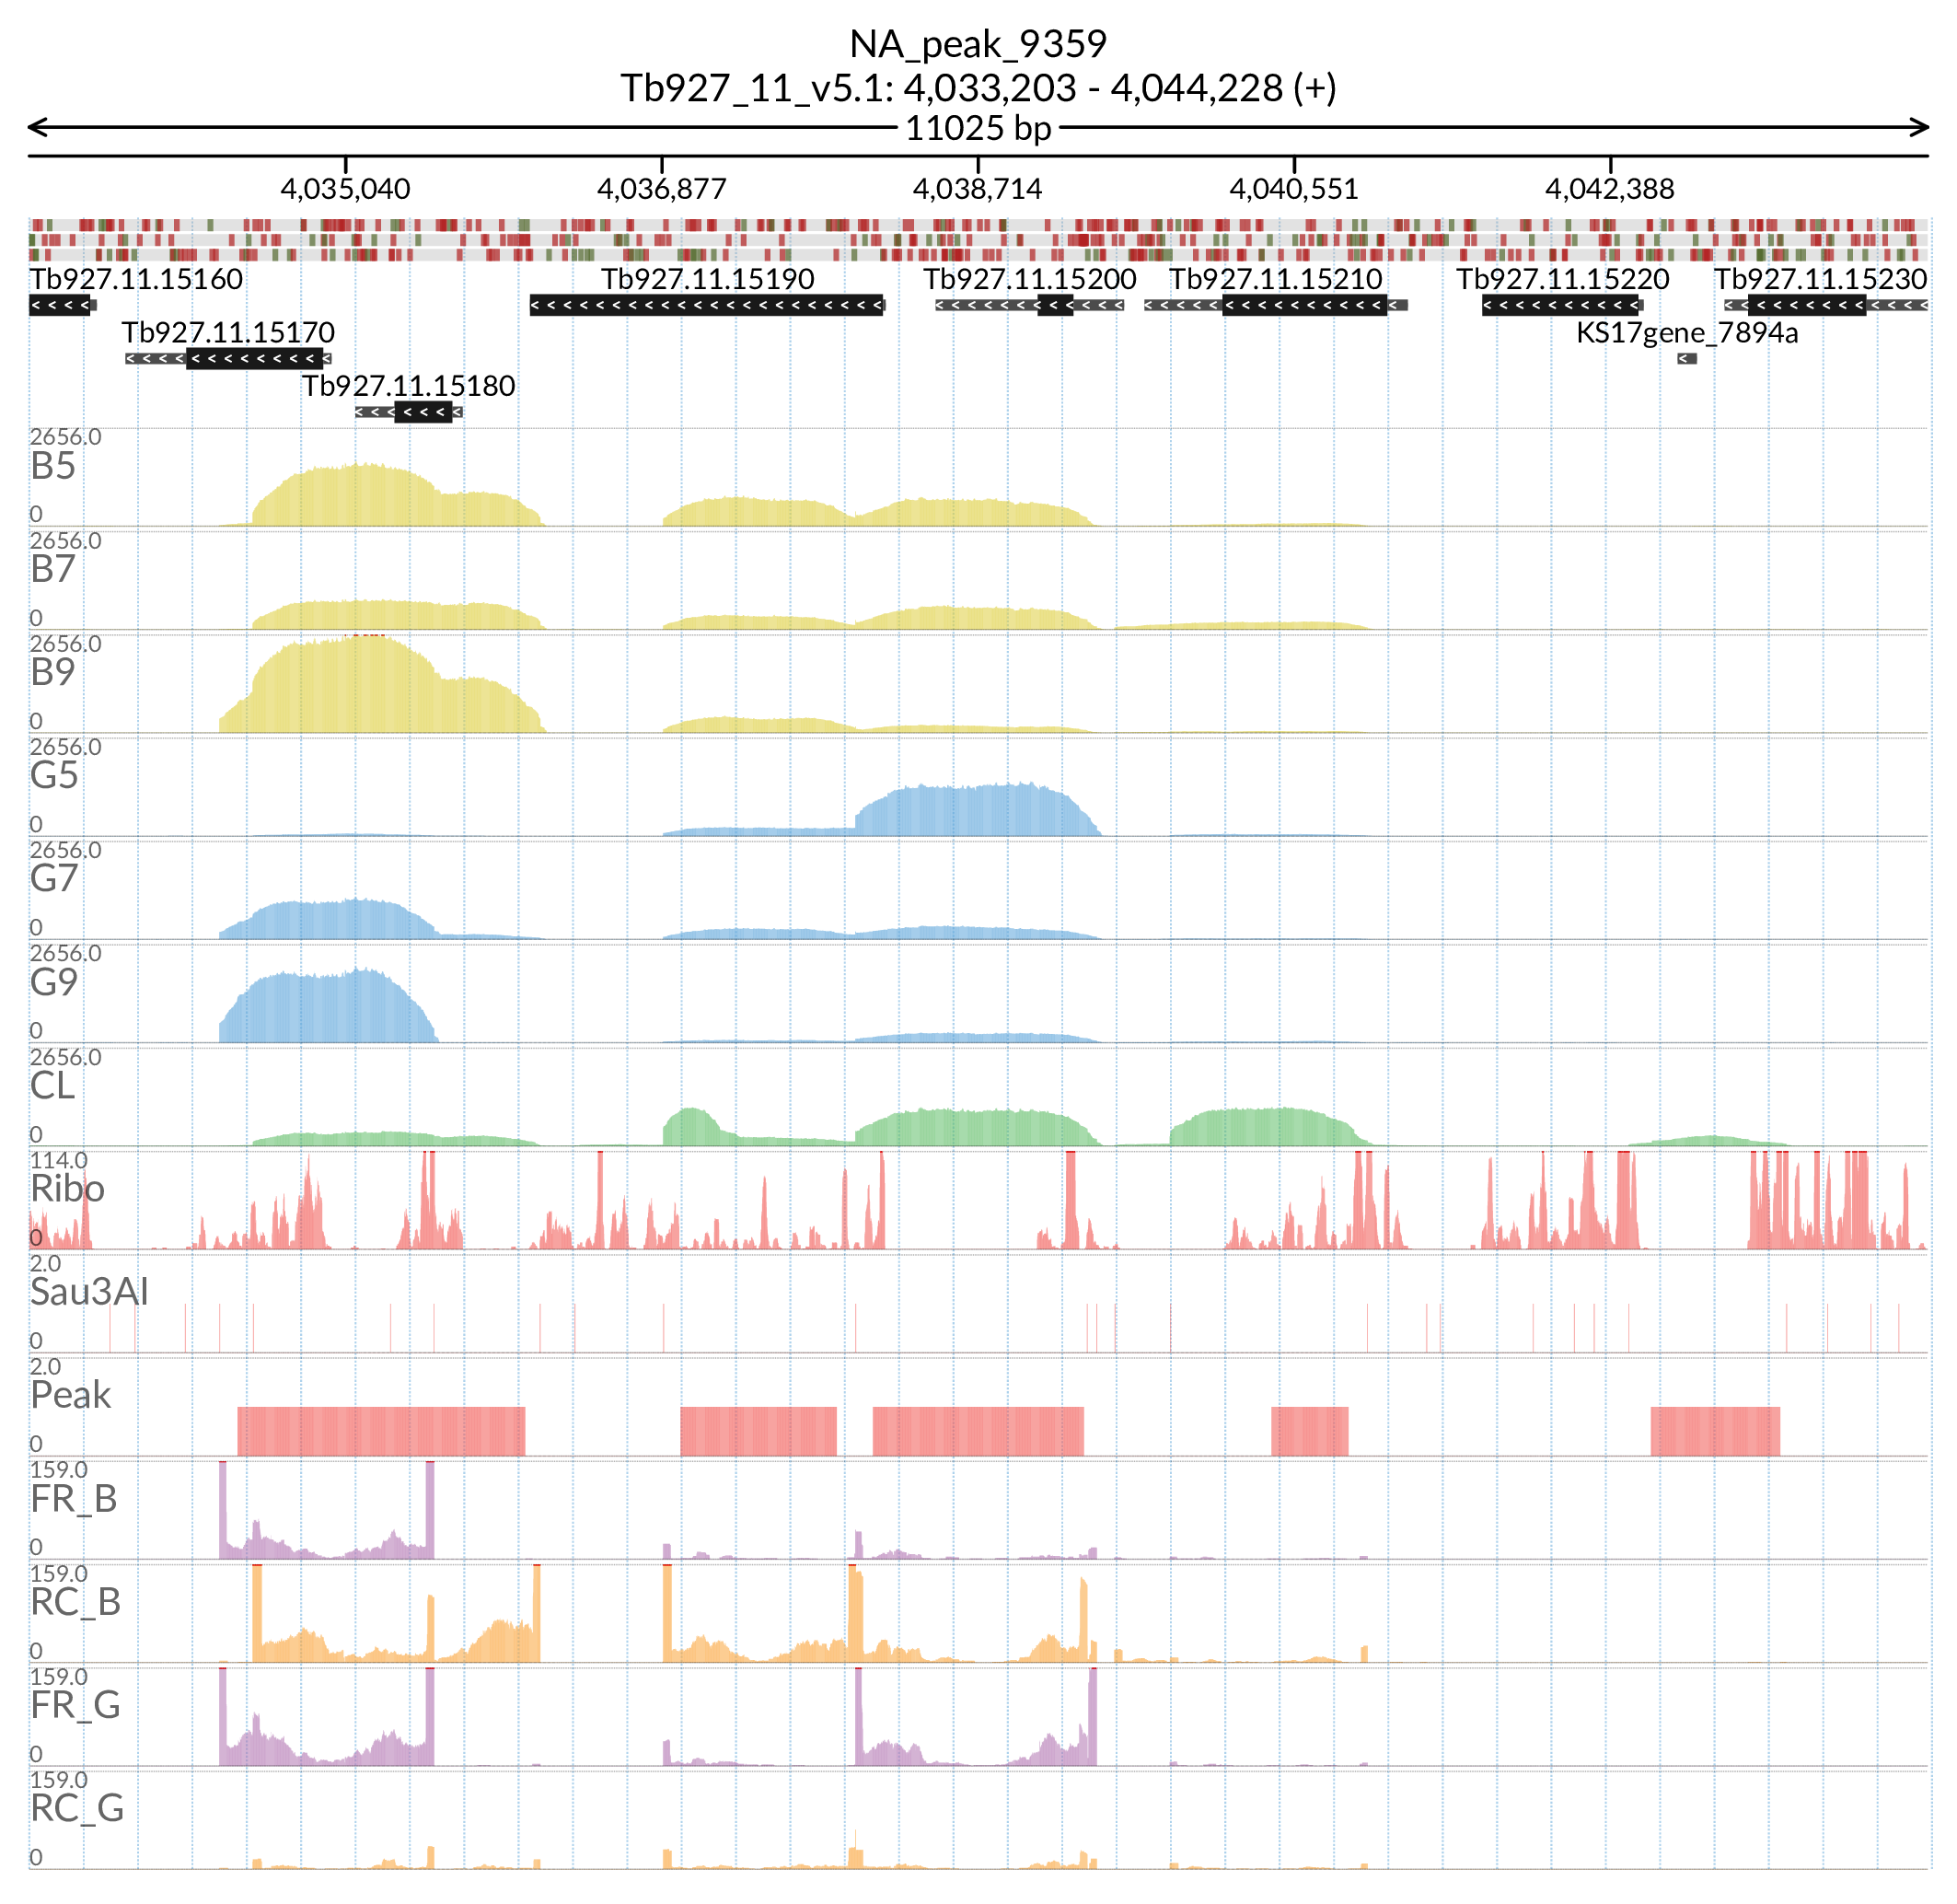 NA_peak_9359
Tb927_11_v5.1: 4,033,203 - 4,044,228 (+)
11025 bp
4,035,040 4,036,877 4,038,714 4,040,551 4,042,388
Tb927.11.15160 Tb927.11.15190 Tb927.11.15200 Tb927.11.15210 Tb927.11.15220 Tb927.11.15230
Tb927.11.15170 KS17gene_7894a
Tb927.11.15180
2656.0
B5
0
2656.0
B7
0
2656.0
B9
0
2656.0
G5
0
2656.0
G7
0
2656.0
G9
0
2656.0
CL
0
114.0
Ribo
0
2.0
Sau3AI
0
2.0
Peak
0
159.0
FR_B
0
159.0
RC_B
0
159.0
FR_G
0
159.0
RC_G
0